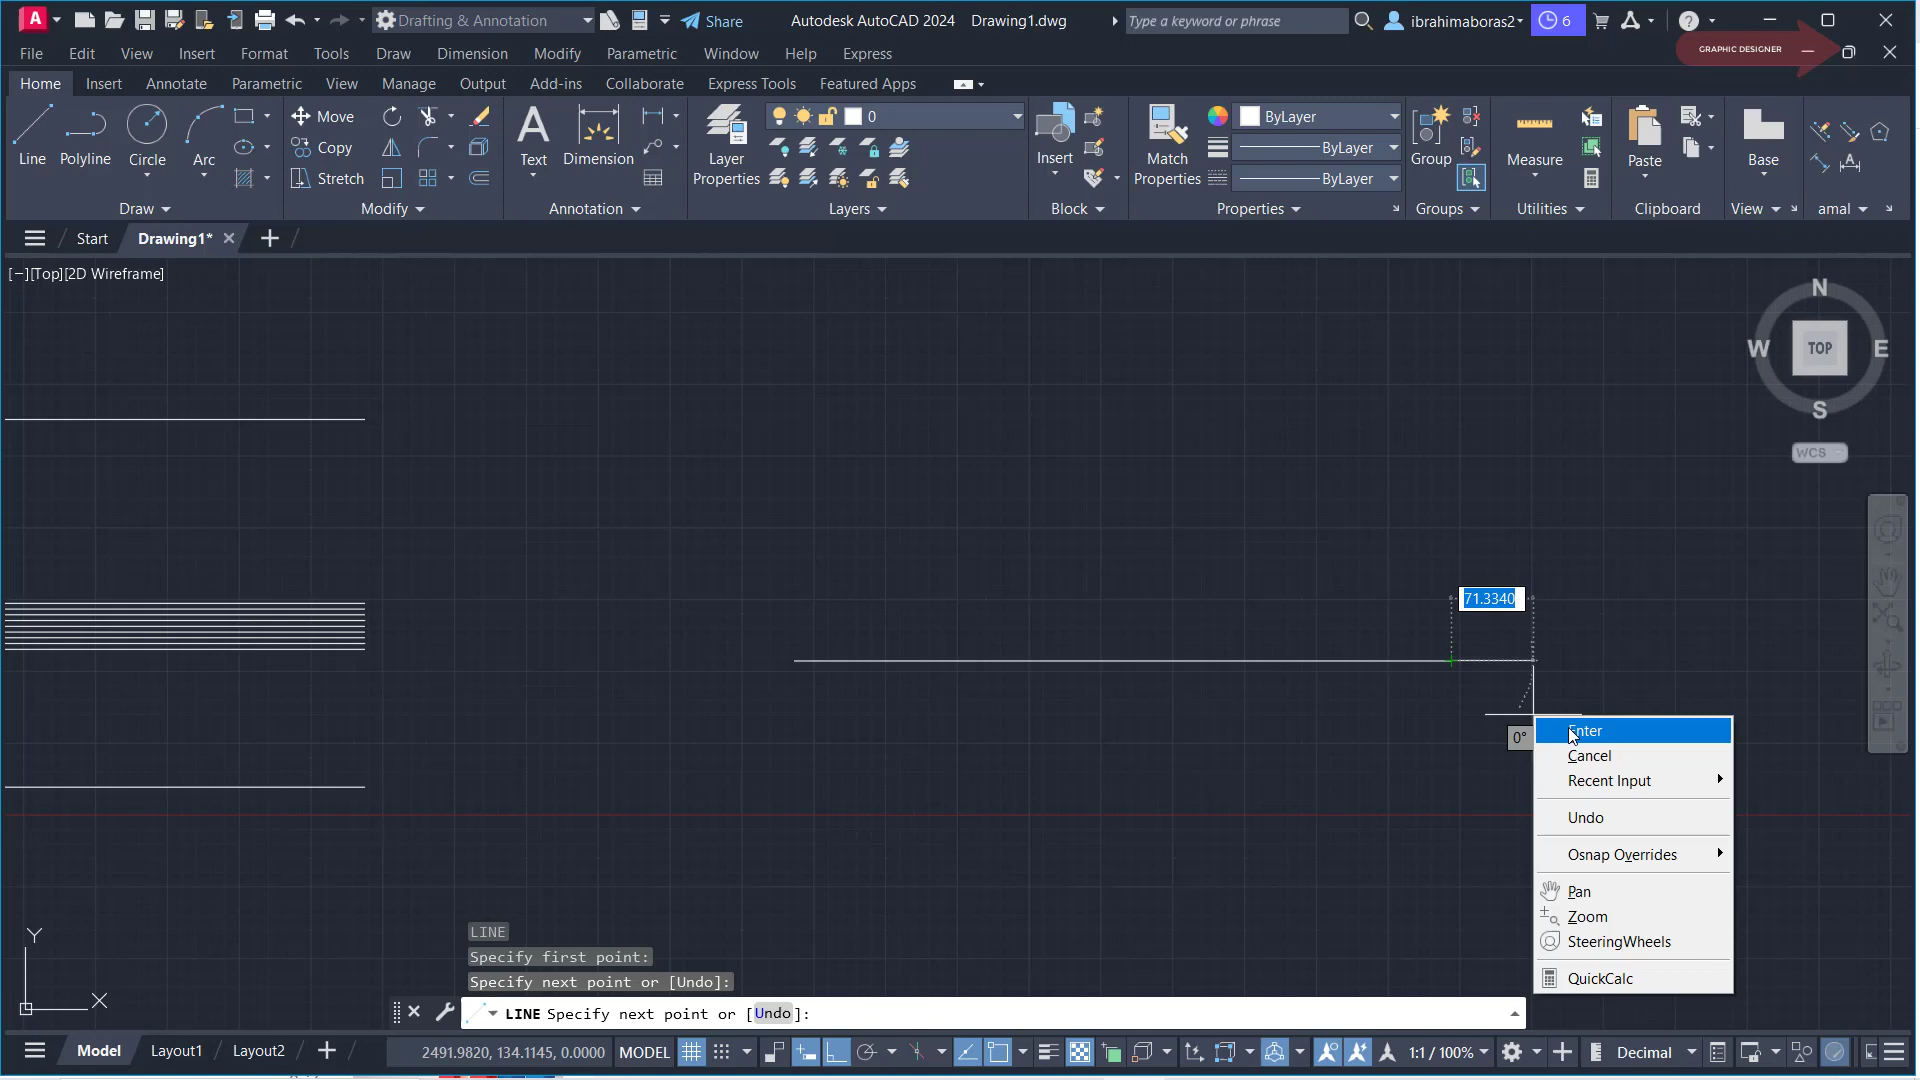 Drafting & Annotation
Share
Autodesk AutoCAD 2024 Drawing1.dwg
Type a keyword or phrase
ibrahimaboras2
6
File Edit View Insert Format Tools Draw Dimension Modify Parametric Window Help Express
GRAPHIC DESIGNER
Home Insert Annotate Parametric View Manage Output Add-ins Collaborate Express Tools Featured Apps
Move
0
ByLayer
Copy
ByLayer
Line Polyline Circle Arc
Text Dimension
Layer
Properties
Insert
Match
Properties
Group
Measure
Paste
Base
Stretch
ByLayer
Draw Modify Annotation Layers Block Properties Groups Utilities Clipboard View amal
Start Drawing1*
[−][Top][2D Wireframe]
N
W TOP E
S
WCS
71.3340
0°
Enter
Cancel
Recent Input
Undo
Osnap Overrides
Pan
Zoom
SteeringWheels
QuickCalc
Y
X
LINE
Specify first point:
Specify next point or [Undo]:
LINE Specify next point or [Undo]:
Model Layout1 Layout2
2491.9820, 134.1145, 0.0000 MODEL
1:1 / 100%
Decimal